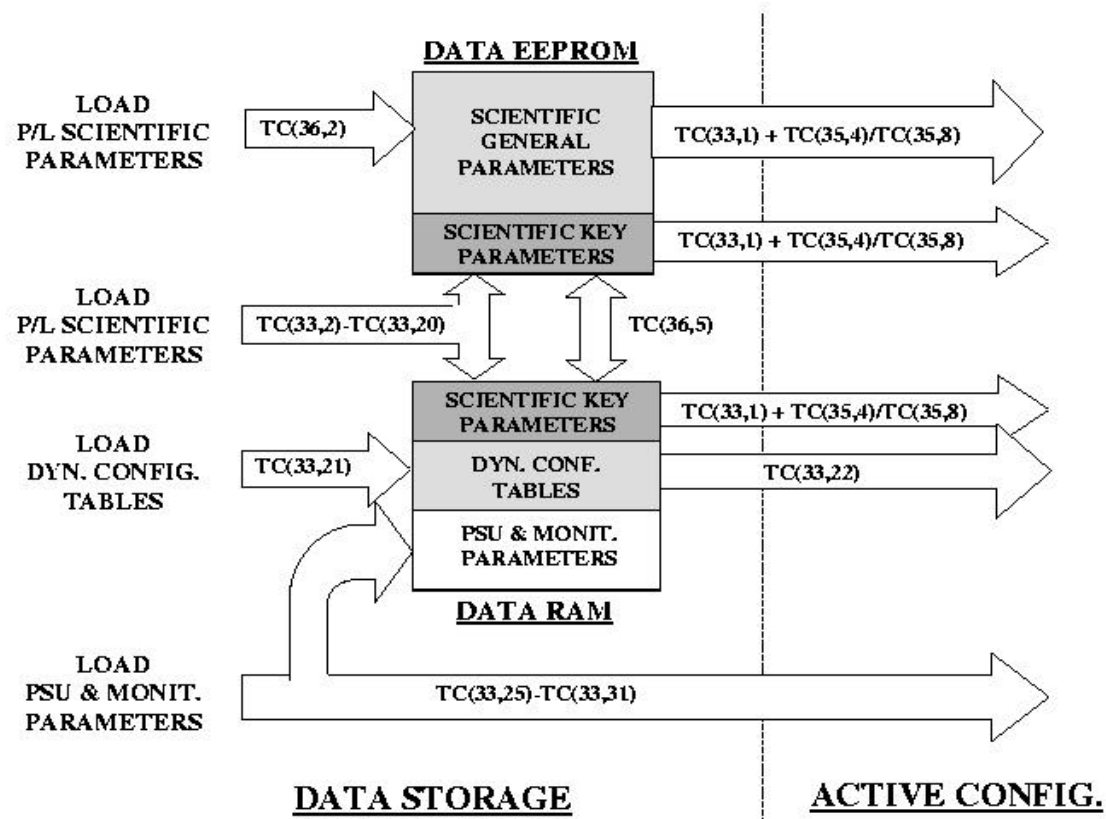 DATA EEPROM
LOAD
P/L SCIENTIFIC
PARAMETERS
TC(36,2)
SCIENTIFIC
GENERAL
PARAMETERS
TC(33,1) + TC(35,4)/TC(35,8)
SCIENTIFIC KEY
PARAMETERS
TC(33,1) + TC(35,4)/TC(35,8)
LOAD
P/L SCIENTIFIC
PARAMETERS
TC(33,2)-TC(33,20)
TC(36,5)
SCIENTIFIC KEY
PARAMETERS
TC(33,1) + TC(35,4)/TC(35,8)
LOAD
DYN. CONFIG.
TABLES
TC(33,21)
DYN. CONF.
TABLES
TC(33,22)
PSU & MONIT.
PARAMETERS
DATA RAM
LOAD
PSU & MONIT.
PARAMETERS
TC(33,25)-TC(33,31)
DATA STORAGE
ACTIVE CONFIG.